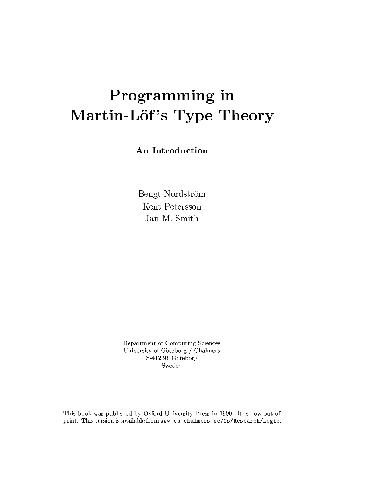 Programming in
Martin-Löf's Type Theory
An Introduction
Bengt Nordström
Kent Petersson
Jan M. Smith
Department of Computing Sciences
University of Göteborg / Chalmers
S-412 96 Göteborg
Sweden
This book was published by Oxford University Press in 1990. It is now out of
print. This version is available from www.cs.chalmers.se/Cs/Research/Logic.